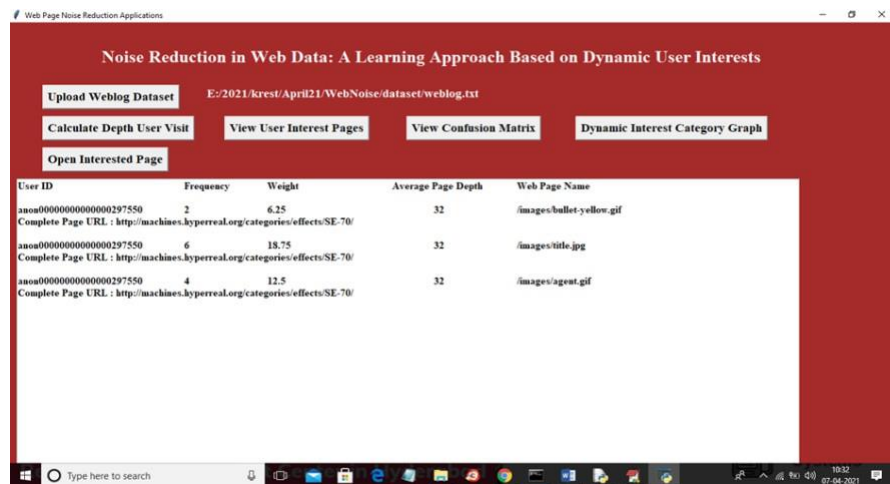 Web Page Noise Reduction Applications
Noise Reduction in Web Data: A Learning Approach Based on Dynamic User Interests
Upload Weblog Dataset E:/2021/krest/April21/WebNoise/dataset/weblog.txt
Calculate Depth User Visit View User Interest Pages View Confusion Matrix Dynamic Interest Category Graph
Open Interested Page
User ID Frequency Weight Average Page Depth Web Page Name
anon00000000000000297550 2 6.25 32 /images/bullet-yellow.gif
Complete Page URL : http://machines.hyperreal.org/categories/effects/SE-70/
anon00000000000000297550 6 18.75 32 /images/title.jpg
Complete Page URL : http://machines.hyperreal.org/categories/effects/SE-70/
anon00000000000000297550 4 12.5 32 /images/agent.gif
Complete Page URL : http://machines.hyperreal.org/categories/effects/SE-70/
Type here to search
10:32
07-04-2021